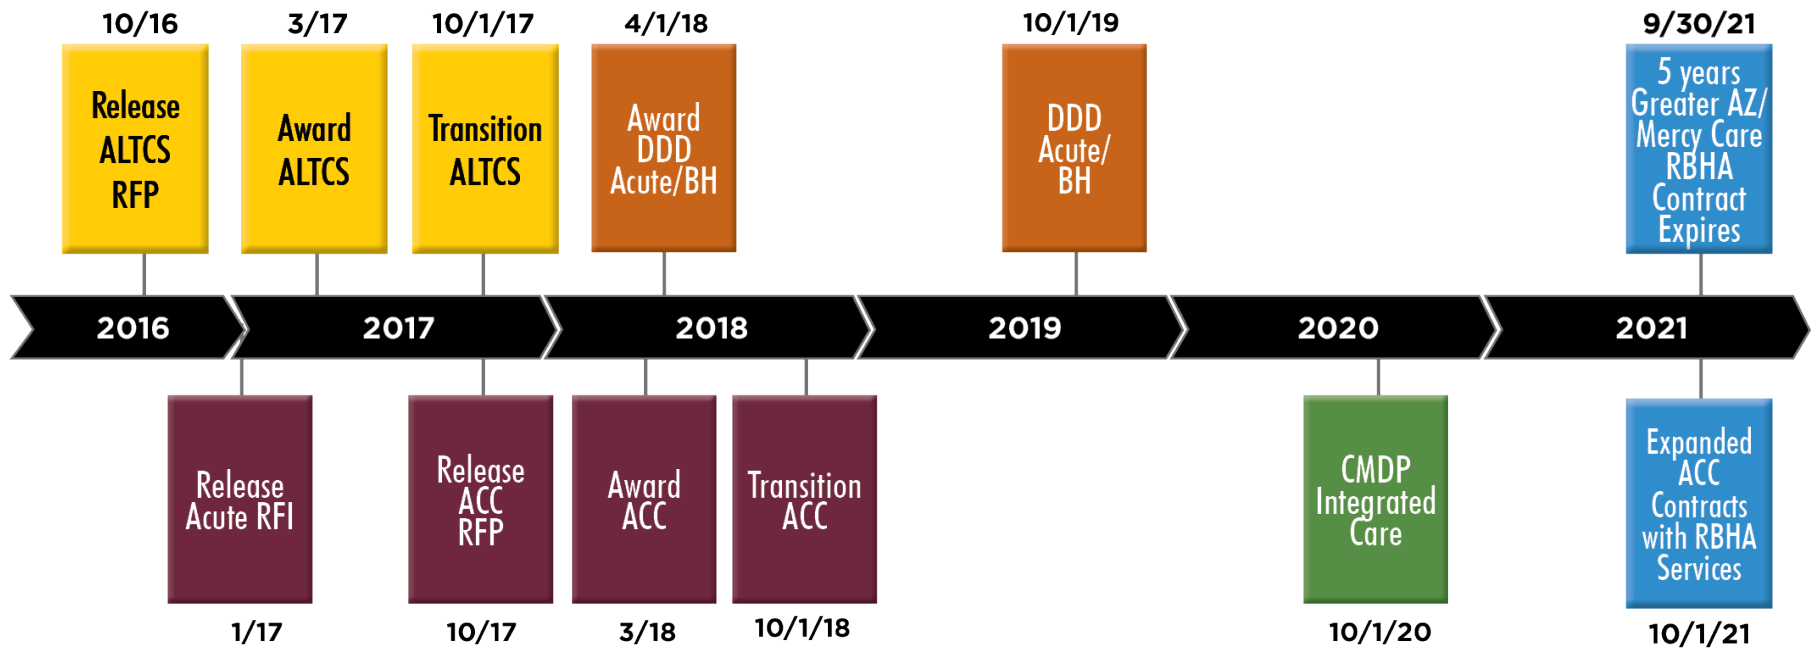 10/16
Release
ALTCS
RFP
3/17
Award
ALTCS
10/1/17
Transition
ALTCS
4/1/18
Award
DDD
Acute/BH
10/1/19
DDD
Acute/
BH
9/30/21
5 years
Greater AZ/
Mercy Care
RBHA
Contract
Expires
2016
2017
2018
2019
2020
2021
Release
Acute RFI
1/17
Release
ACC
RFP
10/17
Award
ACC
3/18
Transition
ACC
10/1/18
CMDP
Integrated
Care
10/1/20
Expanded
ACC
Contracts
with RBHA
Services
10/1/21